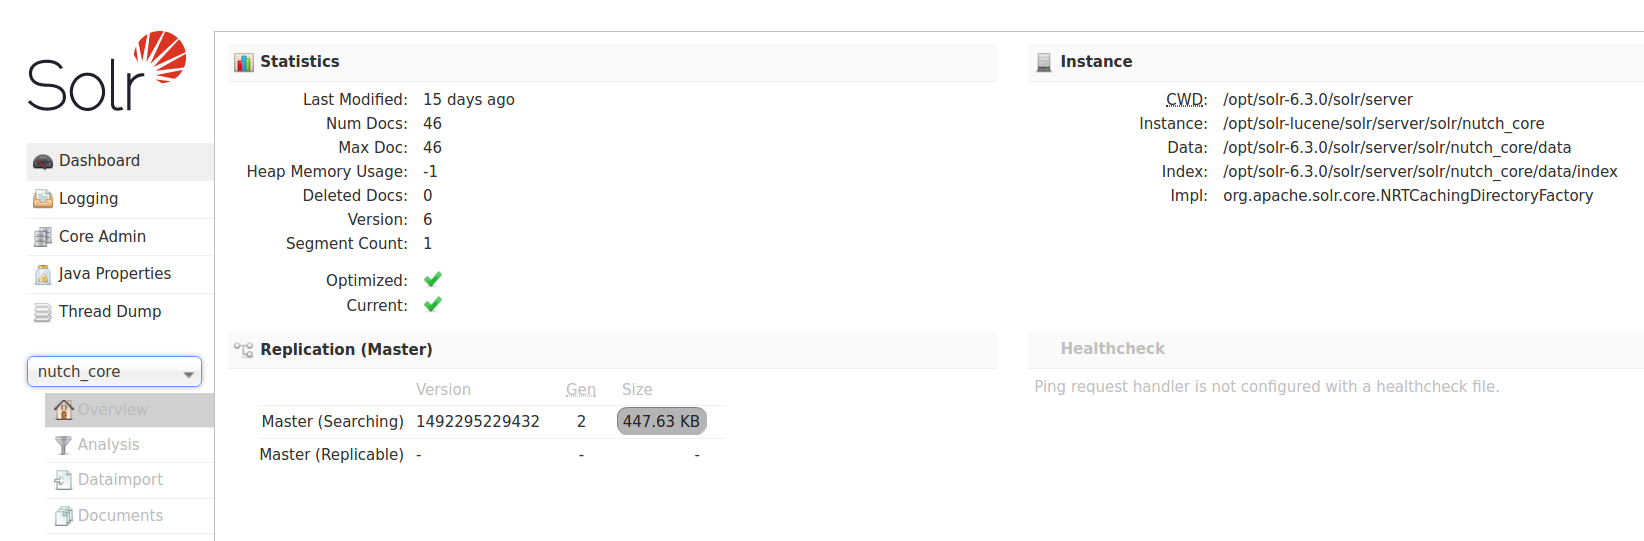 Solr
Dashboard
Logging
Core Admin
Java Properties
Thread Dump
nutch_core
Overview
Analysis
Dataimport
Documents
Statistics
Last Modified: 15 days ago
Num Docs: 46
Max Doc: 46
Heap Memory Usage: -1
Deleted Docs: 0
Version: 6
Segment Count: 1
Optimized:
Current:
Instance
CWD: /opt/solr-6.3.0/solr/server
Instance: /opt/solr-lucene/solr/server/solr/nutch_core
Data: /opt/solr-6.3.0/solr/server/solr/nutch_core/data
Index: /opt/solr-6.3.0/solr/server/solr/nutch_core/data/index
Impl: org.apache.solr.core.NRTCachingDirectoryFactory
Replication (Master)
Version Gen Size
Master (Searching) 1492295229432 2 447.63 KB
Master (Replicable) - - -
Healthcheck
Ping request handler is not configured with a healthcheck file.